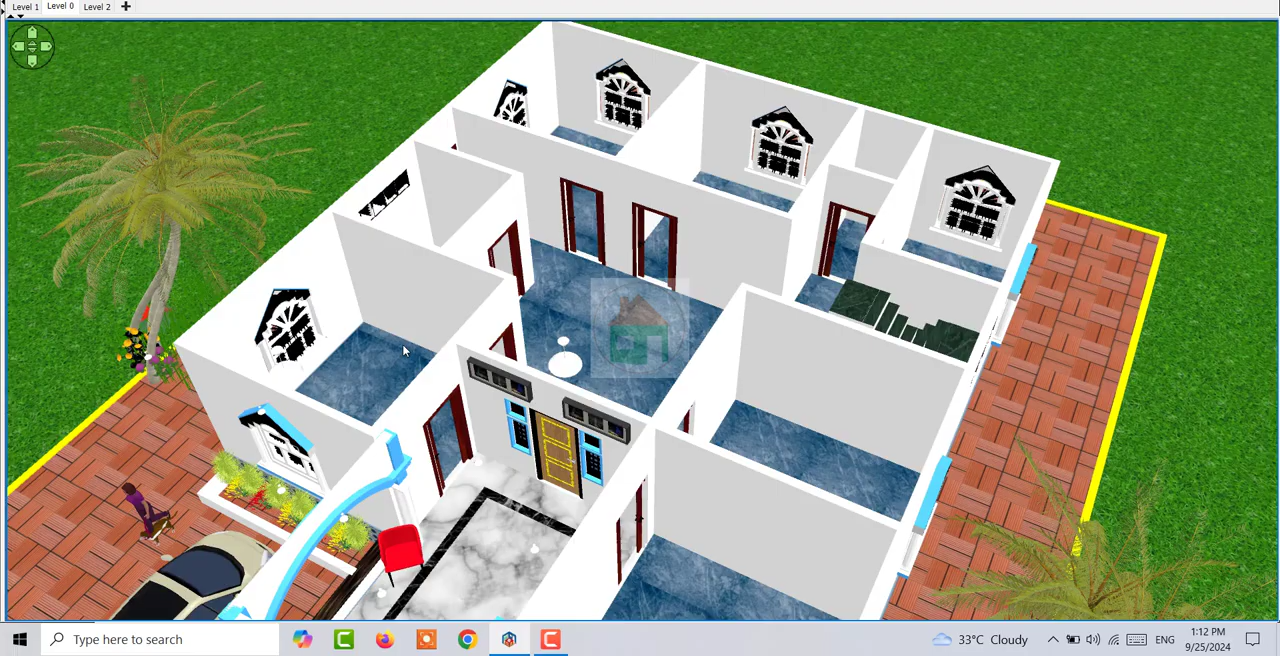 Level 1 Level 0 Level 2
Type here to search
33°C Cloudy
ENG
1:12 PM
9/25/2024